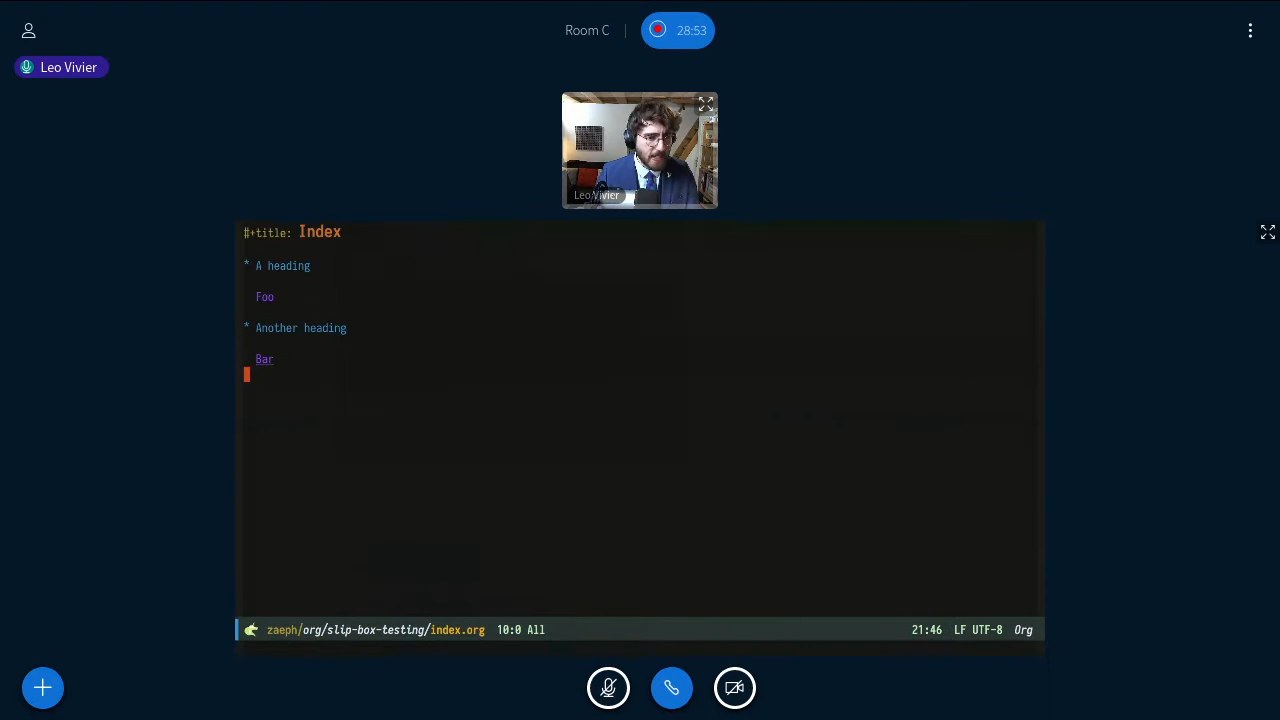 Room C
28:53
Leo Vivier
Leo Vivier
#+title: Index
* A heading
Foo
* Another heading
Bar
zaeph/org/slip-box-testing/index.org 10:0 All
21:46 LF UTF-8 Org